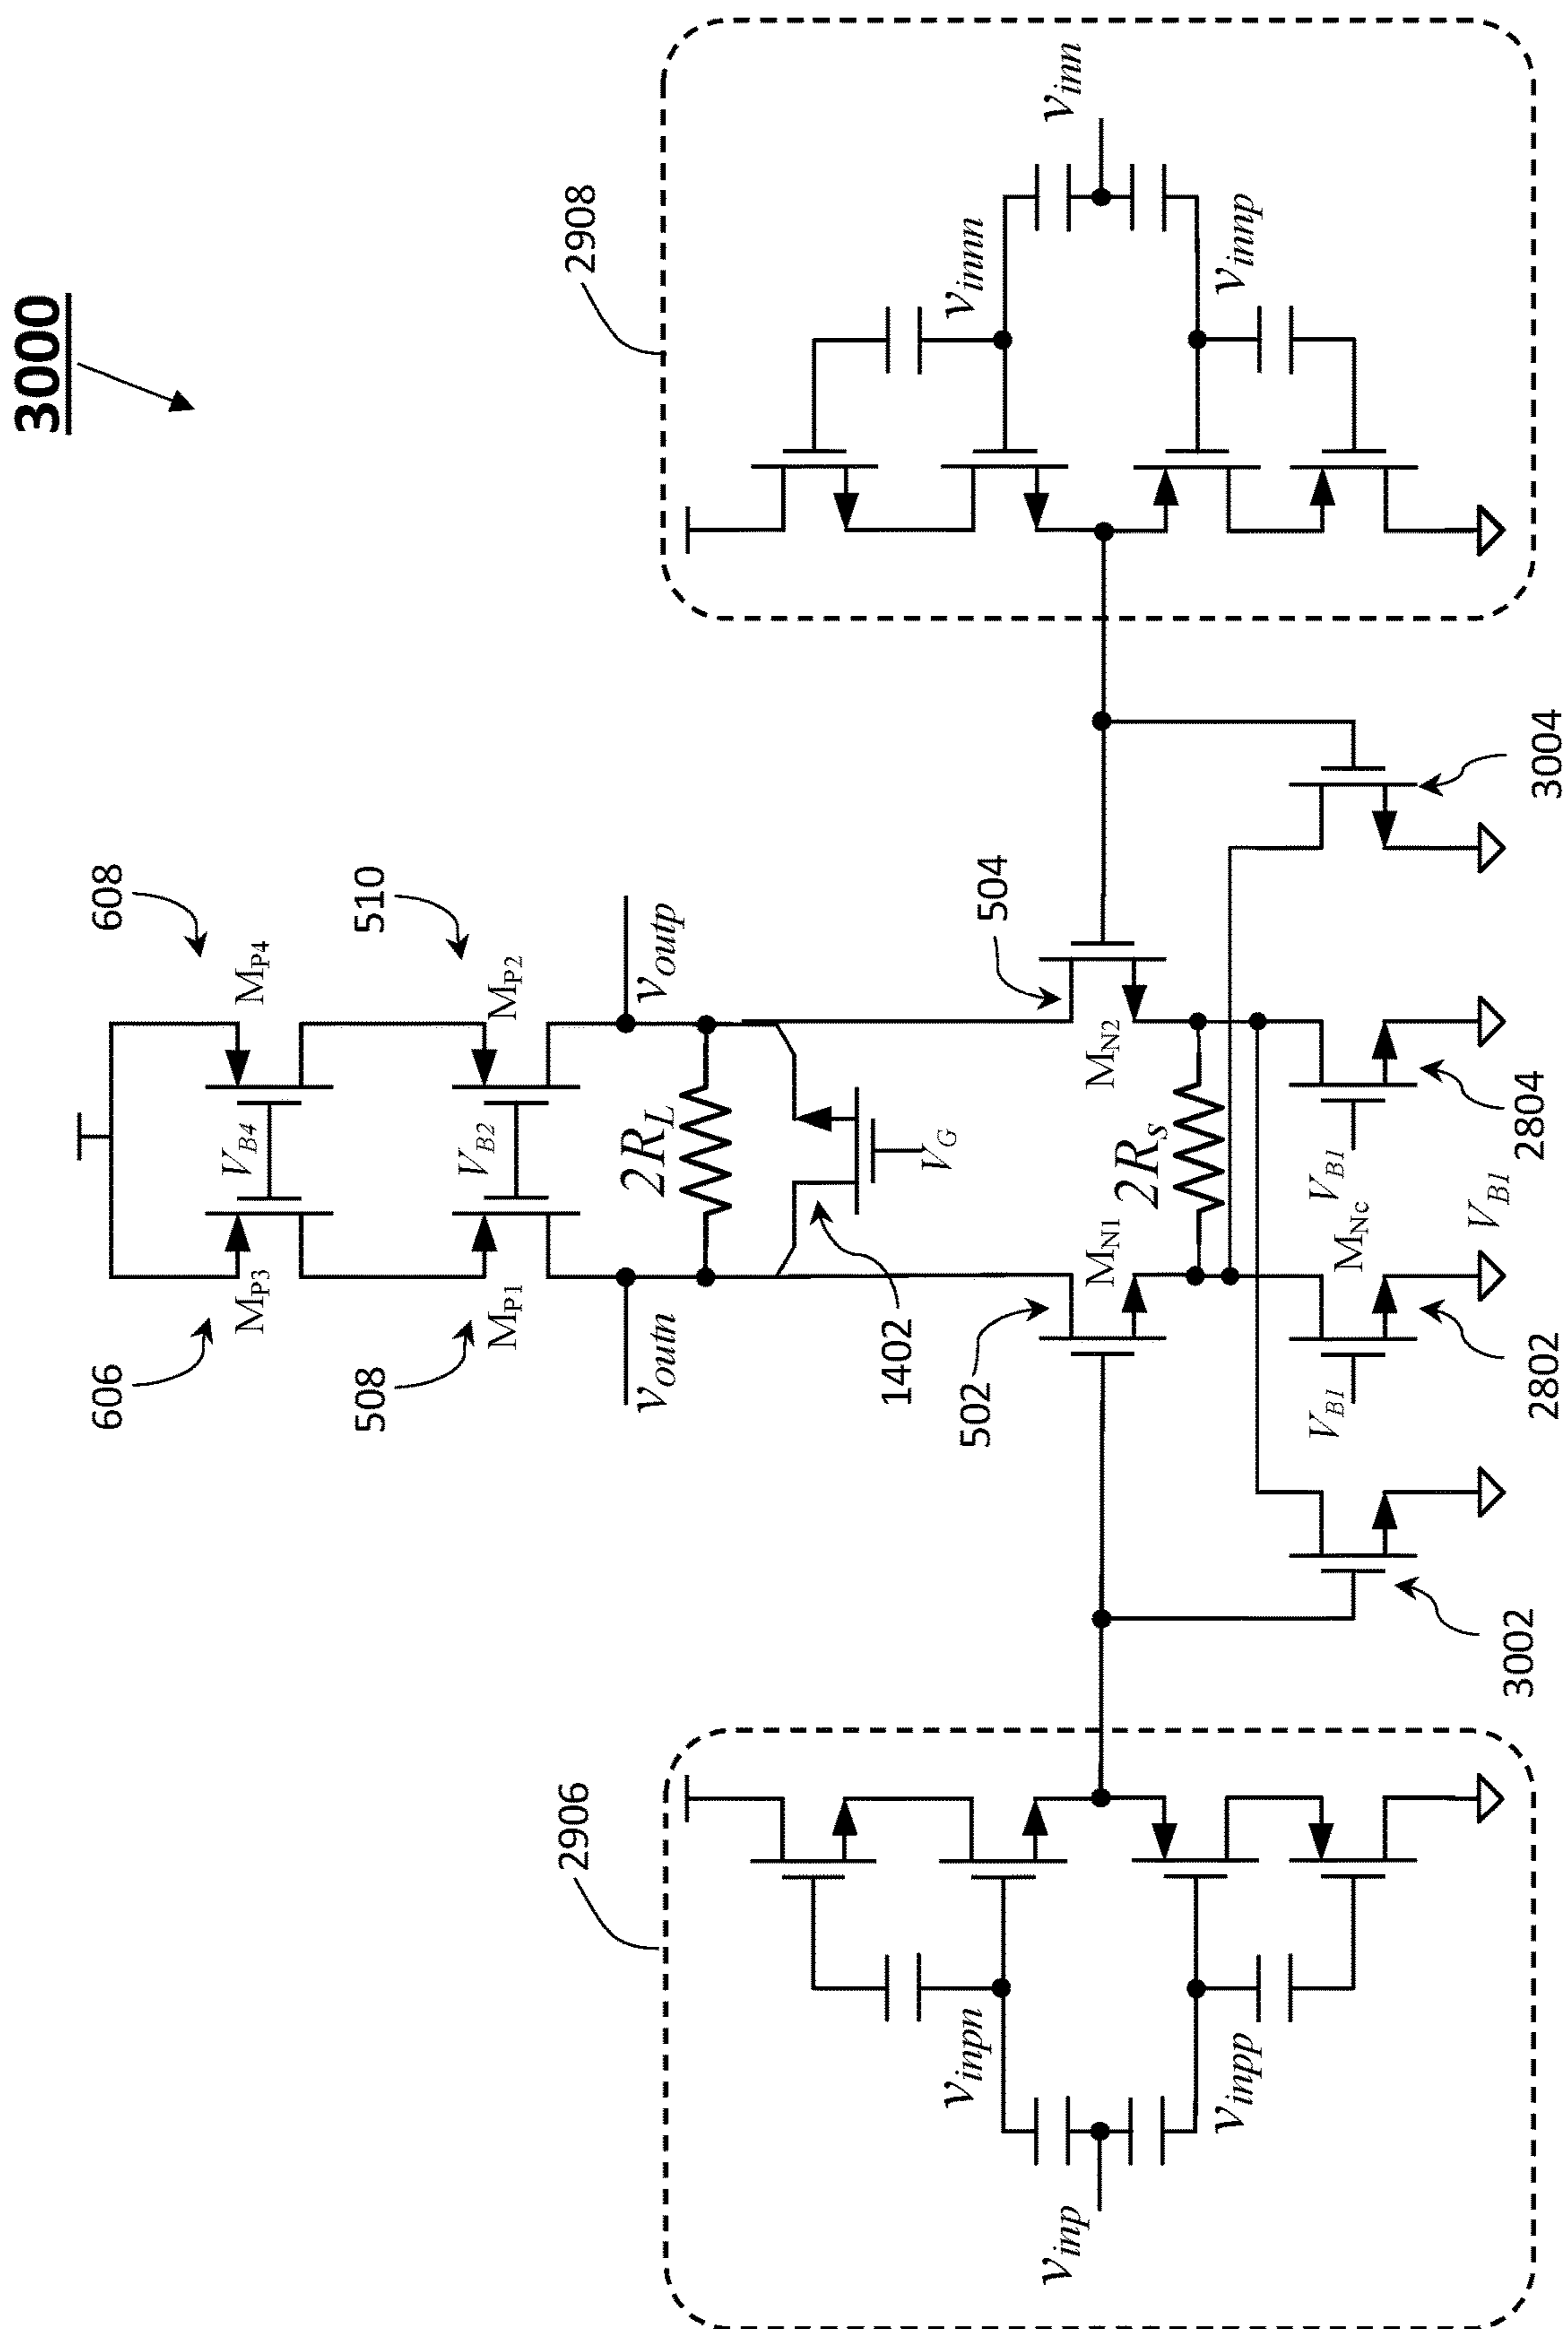 3000
606
608
M_P3
M_P4
V_B4
508
510
M_P1
M_P2
V_B2
v_outn
v_outp
2R_L
1402
V_G
2906
2908
v_inp
v_inpn
v_inpp
v_inn
v_innn
v_innp
502
504
M_N1
M_N2
2R_s
3002
3004
V_B1
V_B1
M_Nc
V_B1
2802
2804